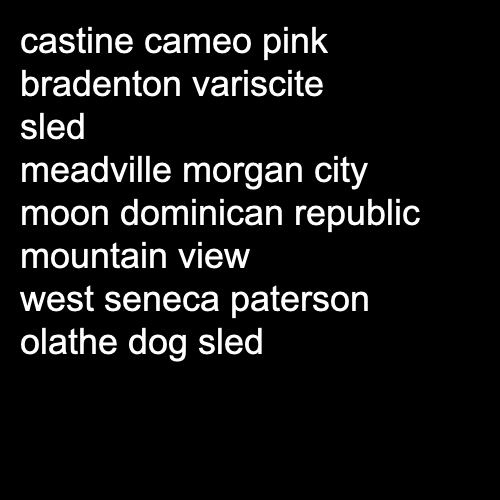 castine cameo pink
bradenton variscite
sled
meadville morgan city
moon dominican republic
mountain view
west seneca paterson
olathe dog sled